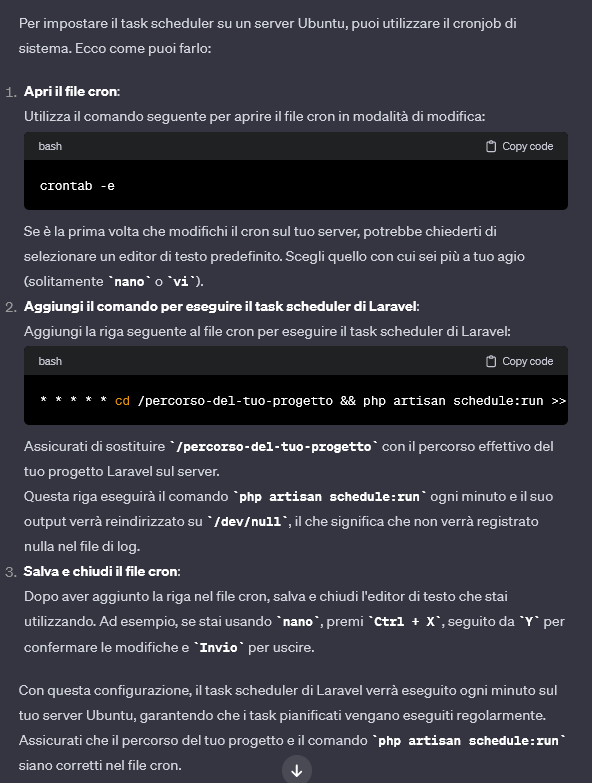 Per impostare il task scheduler su un server Ubuntu, puoi utilizzare il cronjob di
sistema. Ecco come puoi farlo:
1. Apri il file cron:
Utilizza il comando seguente per aprire il file cron in modalità di modifica:
bash Copy code
crontab -e
Se è la prima volta che modifichi il cron sul tuo server, potrebbe chiederti di
selezionare un editor di testo predefinito. Scegli quello con cui sei più a tuo agio
(solitamente `nano` o `vi`).
2. Aggiungi il comando per eseguire il task scheduler di Laravel:
Aggiungi la riga seguente al file cron per eseguire il task scheduler di Laravel:
bash Copy code
* * * * * cd /percorso-del-tuo-progetto && php artisan schedule:run >>
Assicurati di sostituire `/percorso-del-tuo-progetto` con il percorso effettivo del
tuo progetto Laravel sul server.
Questa riga eseguirà il comando `php artisan schedule:run` ogni minuto e il suo
output verrà reindirizzato su `/dev/null`, il che significa che non verrà registrato
nulla nel file di log.
3. Salva e chiudi il file cron:
Dopo aver aggiunto la riga nel file cron, salva e chiudi l'editor di testo che stai
utilizzando. Ad esempio, se stai usando `nano`, premi `Ctrl + X`, seguito da `Y` per
confermare le modifiche e `Invio` per uscire.
Con questa configurazione, il task scheduler di Laravel verrà eseguito ogni minuto sul
tuo server Ubuntu, garantendo che i task pianificati vengano eseguiti regolarmente.
Assicurati che il percorso del tuo progetto e il comando `php artisan schedule:run`
siano corretti nel file cron.